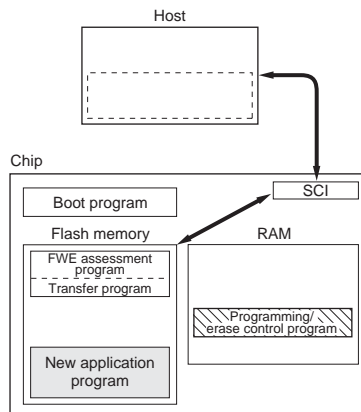 Host
Chip
SCI
Boot program
Flash memory
RAM
FWE assessment
program
Transfer program
Programming/
erase control program
New application
program